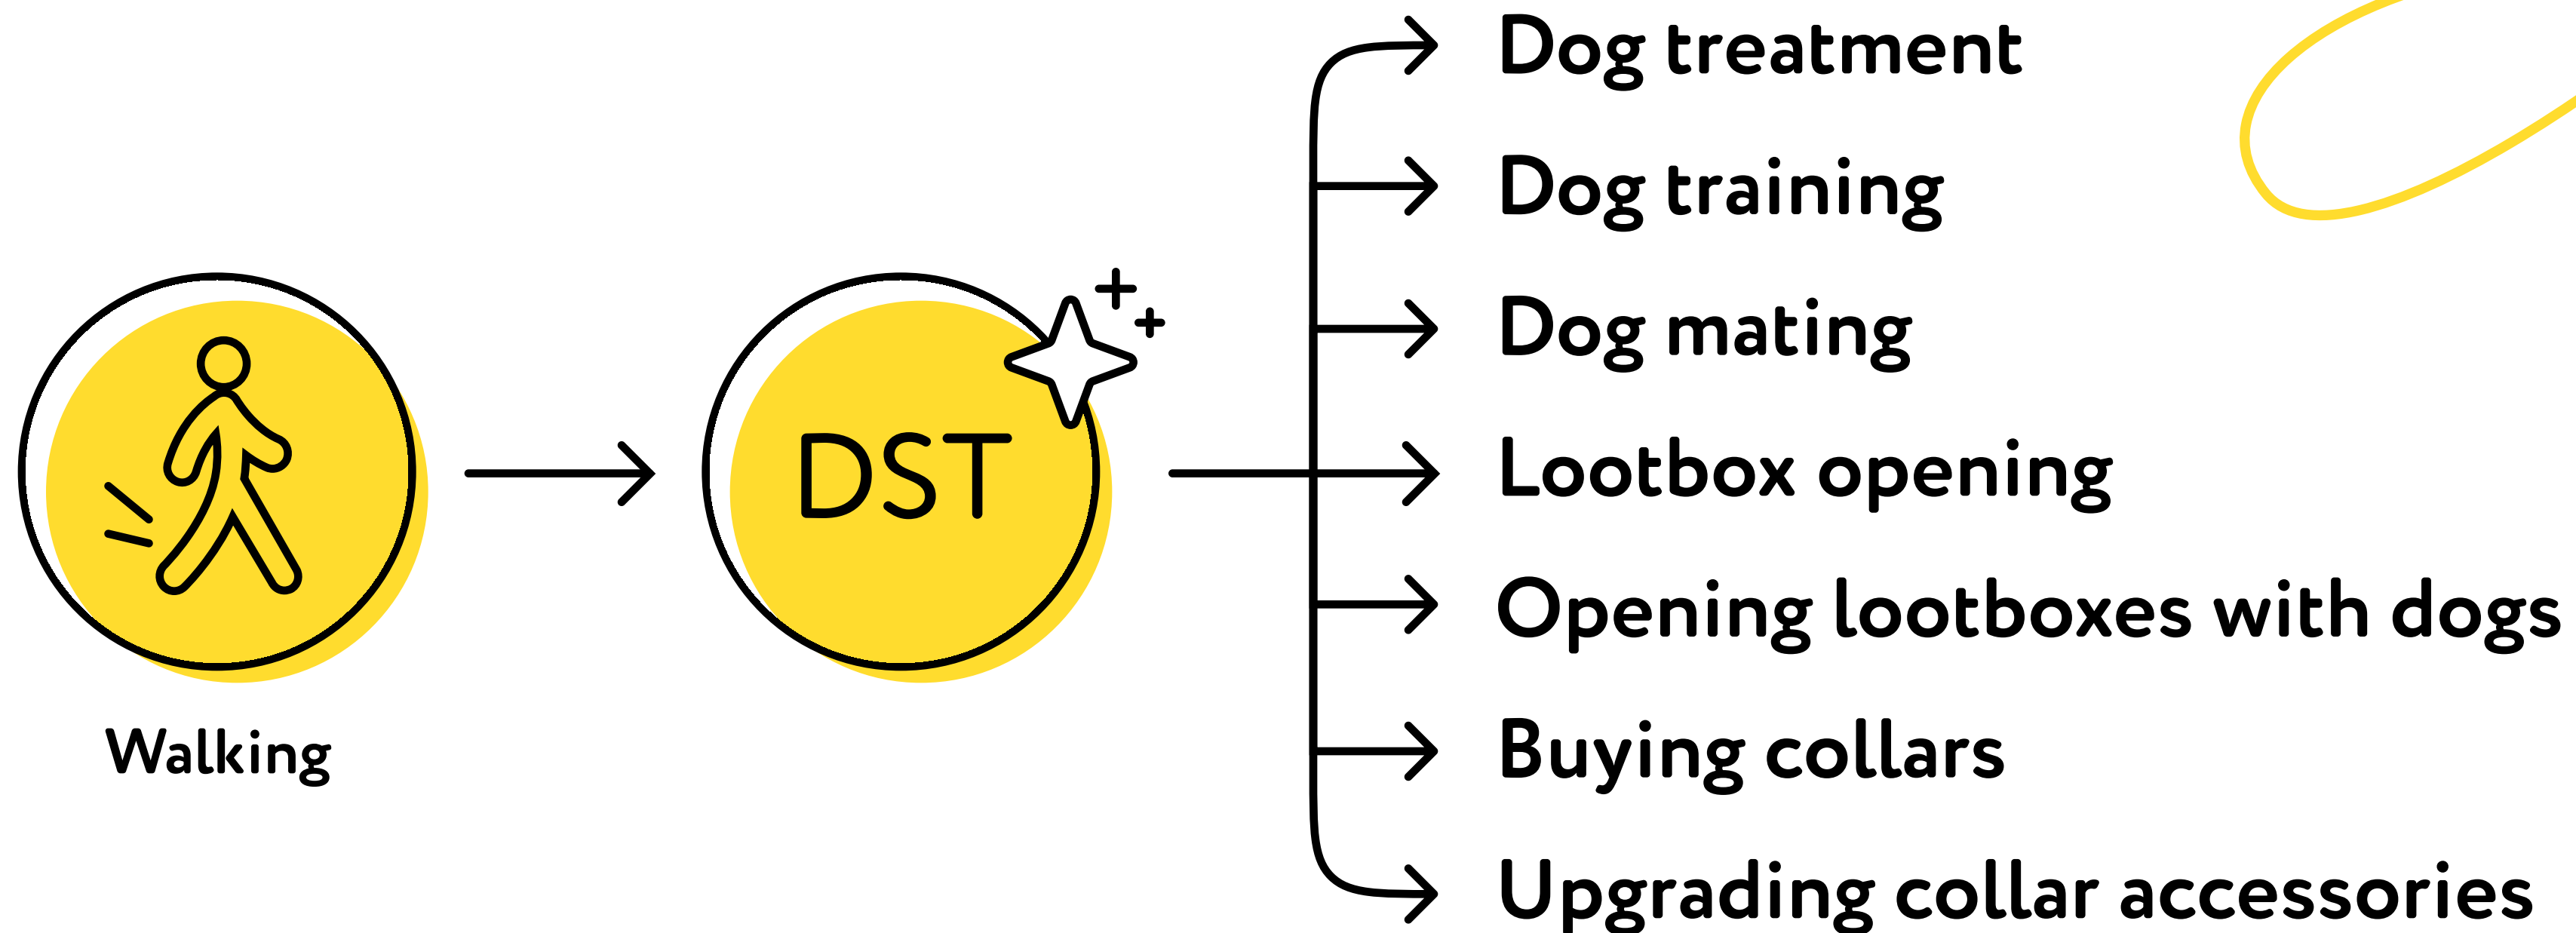 Walking
DST
Dog treatment
Dog training
Dog mating
Lootbox opening
Opening lootboxes with dogs
Buying collars
Upgrading collar accessories